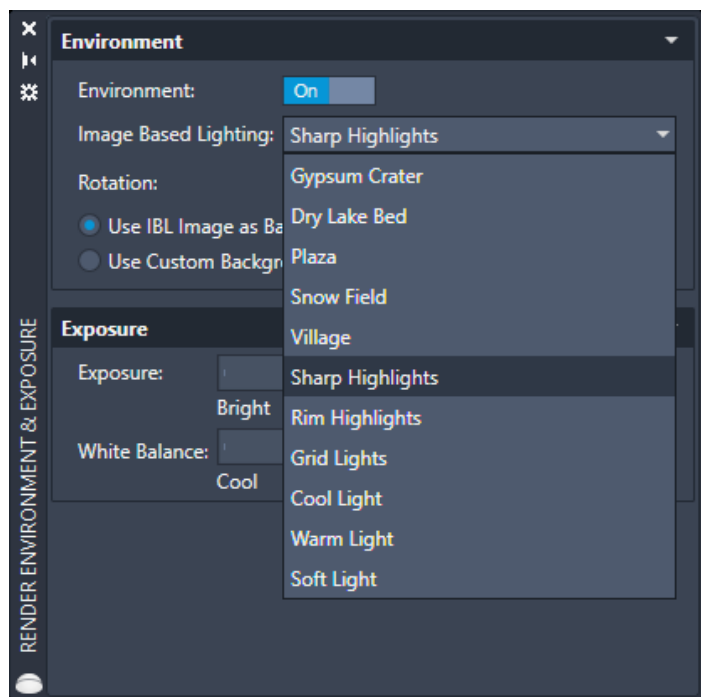 Environment
Environment:
On
Image Based Lighting:
Sharp Highlights
Gypsum Crater
Rotation:
Dry Lake Bed
Use IBL Image as Ba
Plaza
Use Custom Backgr
Snow Field
Village
Exposure
Sharp Highlights
Exposure:
Bright
Rim Highlights
White Balance:
Grid Lights
Cool
Cool Light
Warm Light
Soft Light
RENDER ENVIRONMENT & EXPOSURE